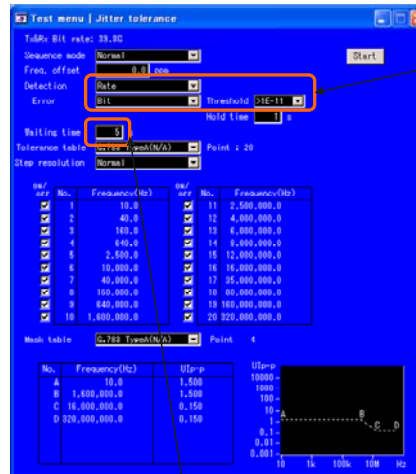 Test menu | Jitter tolerance
Tx&Rx Bit rate: 39.8G
Sequence mode Normal Start
Freq. offset 0.0 ppm
Detection Rate
Error Bit Threshold >1E-11
Hold time 1 s
Waiting time 5 s
Tolerance table G.783 TypeA(N/A) Point : 20
Step resolution Normal
ON/OFF No. Frequency(Hz) ON/OFF No. Frequency(Hz)
1 10.0 11 2,500,000.0
2 40.0 12 4,000,000.0
3 160.0 13 6,000,000.0
4 640.0 14 8,000,000.0
5 2,500.0 15 12,000,000.0
6 10,000.0 16 16,000,000.0
7 40,000.0 17 35,000,000.0
8 160,000.0 18 80,000,000.0
9 640,000.0 19 160,000,000.0
10 1,600,000.0 20 320,000,000.0
Mask table G.783 TypeA(N/A) Point 4
No. Frequency(Hz) UIp-p
A 10.0 1.500
B 1,600,000.0 1.500
C 16,000,000.0 0.150
D 320,000,000.0 0.150
UIp-p
10000
1000
100
10
1
0.1
0.01
0.001
A B C D
10 1k 100k 10M Hz